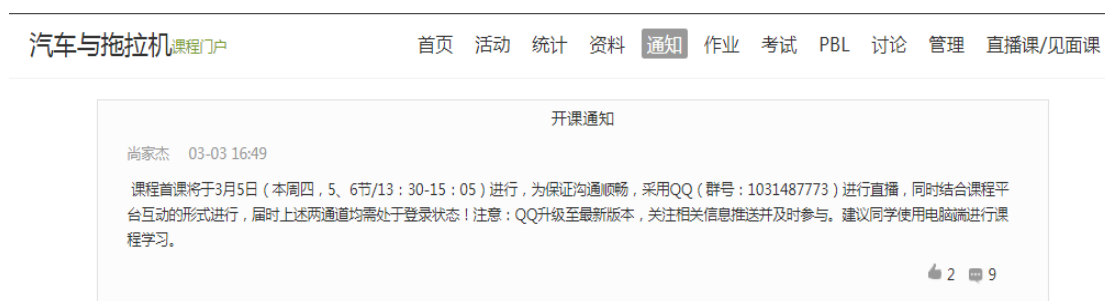 汽车与拖拉机课程门户 首页 活动 统计 资料 通知 作业 考试 PBL 讨论 管理 直播课/见面课
开课通知
尚家杰 03-03 16:49
课程首课将于3月5日(本周四,5、6节/13:30-15:05)进行,为保证沟通顺畅,采用QQ(群号:1031487773)进行直播,同时结合课程平
台互动的形式进行,届时上述两通道均需处于登录状态!注意:QQ升级至最新版本,关注相关信息推送并及时参与。建议同学使用电脑端进行课
程学习。
2 9